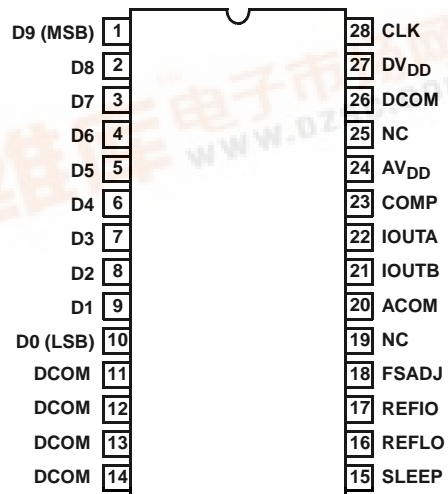 D9 (MSB) 1 28 CLK
D8 2 27 DVDD
D7 3 26 DCOM
D6 4 25 NC
D5 5 24 AVDD
D4 6 23 COMP
D3 7 22 IOUTA
D2 8 21 IOUTB
D1 9 20 ACOM
D0 (LSB) 10 19 NC
DCOM 11 18 FSADJ
DCOM 12 17 REFIO
DCOM 13 16 REFLO
DCOM 14 15 SLEEP